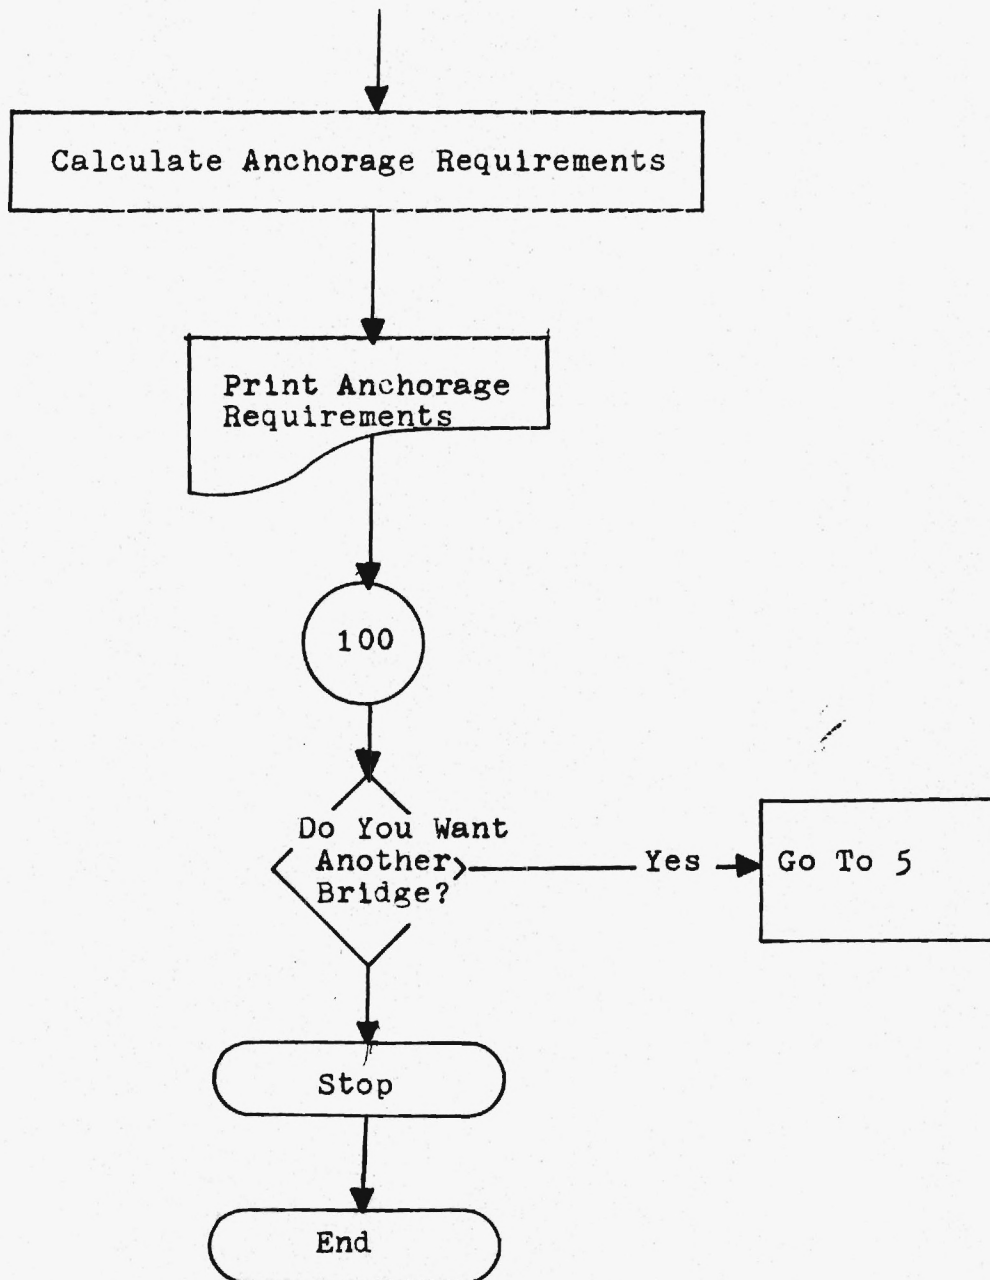 Calculate Anchorage Requirements
Print Anchorage
Requirements
100
Do You Want
Another
Bridge?
Yes
Go To 5
Stop
End